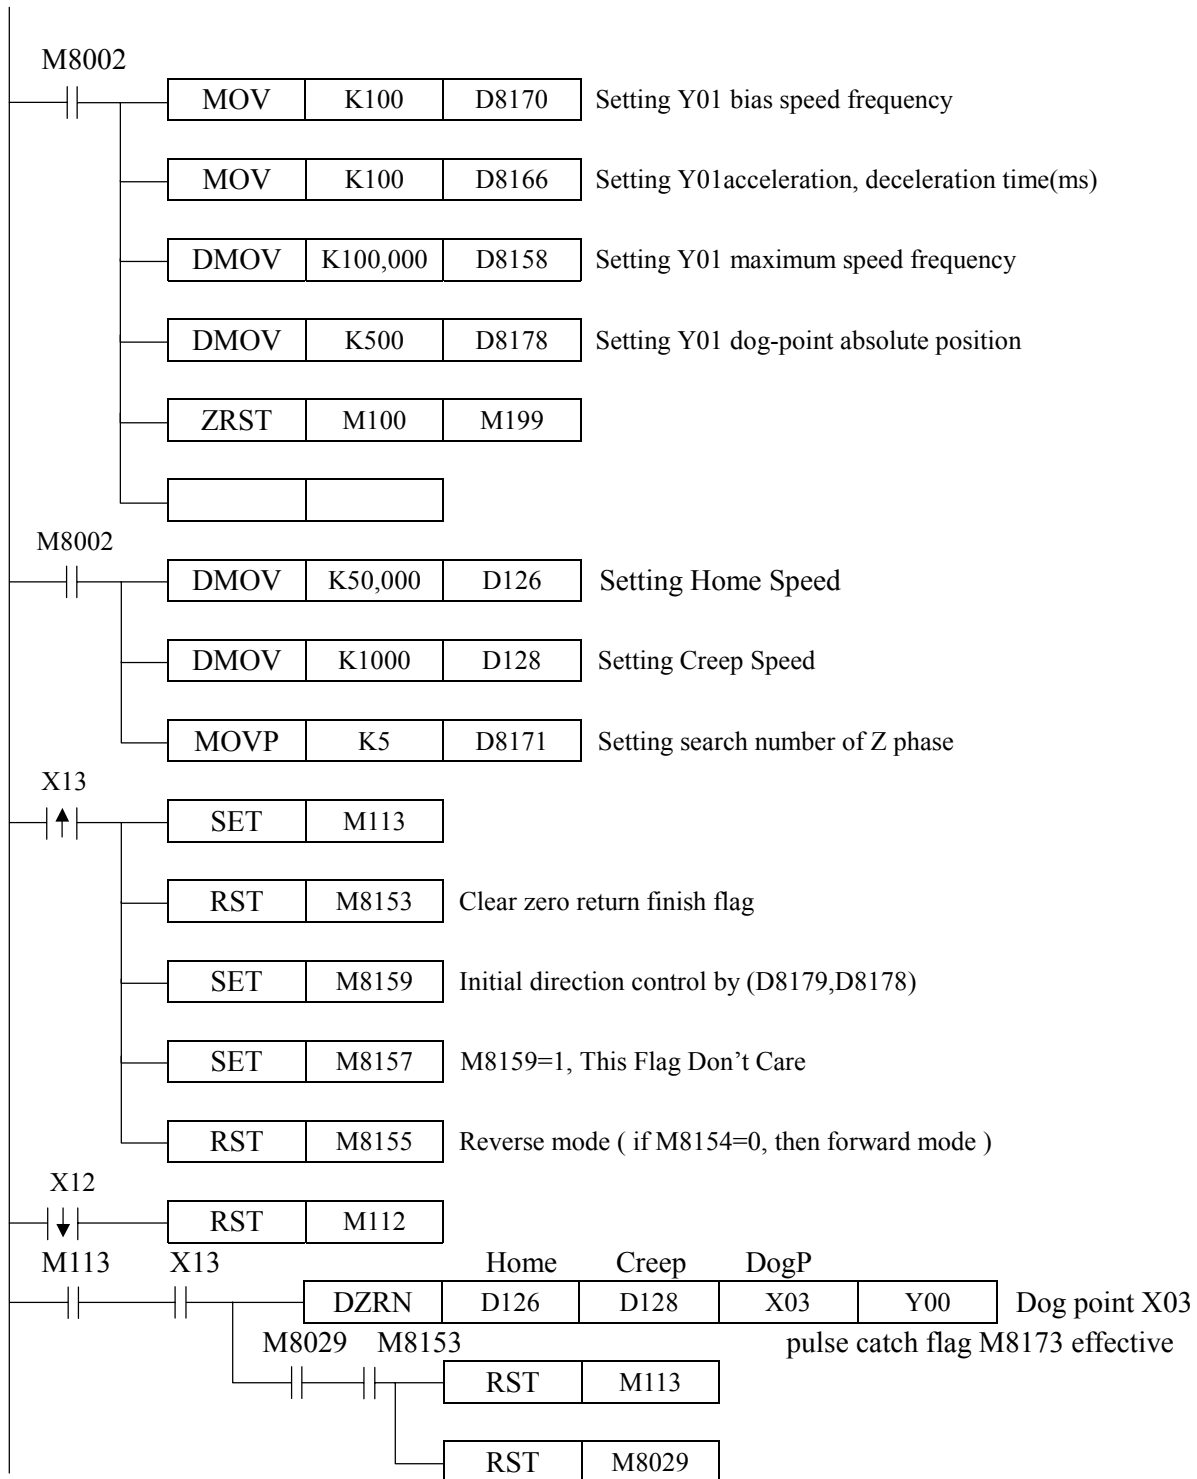 M8002
MOV K100 D8170 Setting Y01 bias speed frequency
MOV K100 D8166 Setting Y01acceleration, deceleration time(ms)
DMOV K100,000 D8158 Setting Y01 maximum speed frequency
DMOV K500 D8178 Setting Y01 dog-point absolute position
ZRST M100 M199
M8002
DMOV K50,000 D126 Setting Home Speed
DMOV K1000 D128 Setting Creep Speed
MOVP K5 D8171 Setting search number of Z phase
X13
SET M113
RST M8153 Clear zero return finish flag
SET M8159 Initial direction control by (D8179,D8178)
SET M8157 M8159=1, This Flag Don’t Care
RST M8155 Reverse mode ( if M8154=0, then forward mode )
X12
RST M112
M113 X13 Home Creep DogP
DZRN D126 D128 X03 Y00 Dog point X03
M8029 M8153 pulse catch flag M8173 effective
RST M113
RST M8029